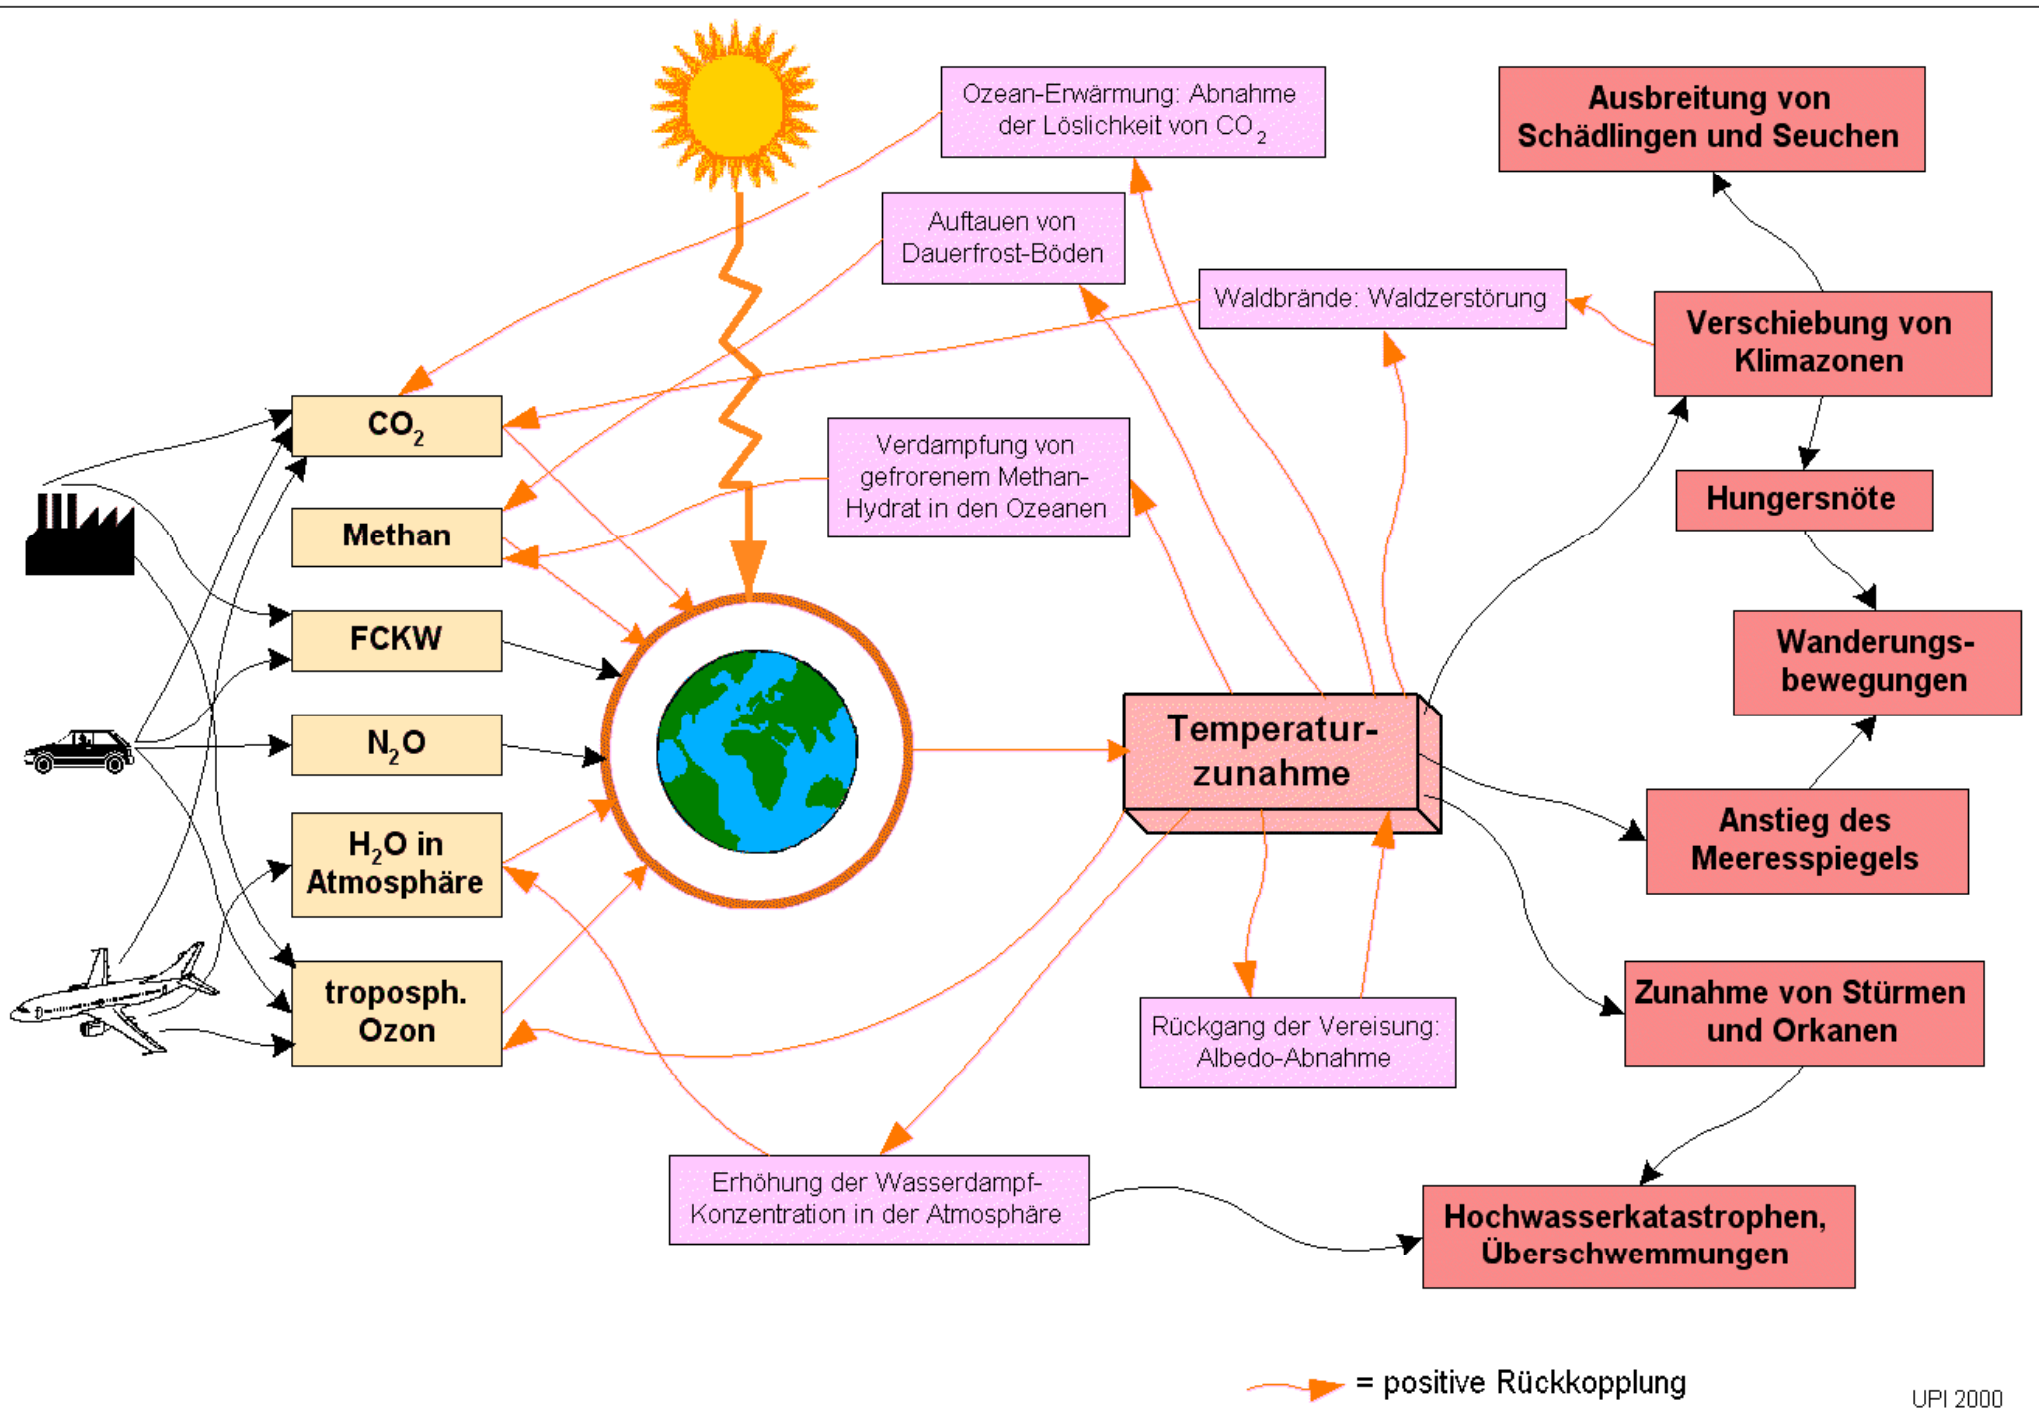 Ozean-Erwärmung: Abnahme
der Löslichkeit von CO₂
Ausbreitung von
Schädlingen und Seuchen
Auftauen von
Dauerfrost-Böden
Waldbrände: Waldzerstörung
Verschiebung von
Klimazonen
CO₂
Verdampfung von
gefrorenem Methan-
Hydrat in den Ozeanen
Hungersnöte
Methan
FCKW
Wanderungs-
bewegungen
N₂O
Temperatur-
zunahme
H₂O in
Atmosphäre
Anstieg des
Meeresspiegels
troposph.
Ozon
Zunahme von Stürmen
und Orkanen
Rückgang der Vereisung:
Albedo-Abnahme
Erhöhung der Wasserdampf-
Konzentration in der Atmosphäre
Hochwasserkatastrophen,
Überschwemmungen
= positive Rückkopplung
UPI 2000